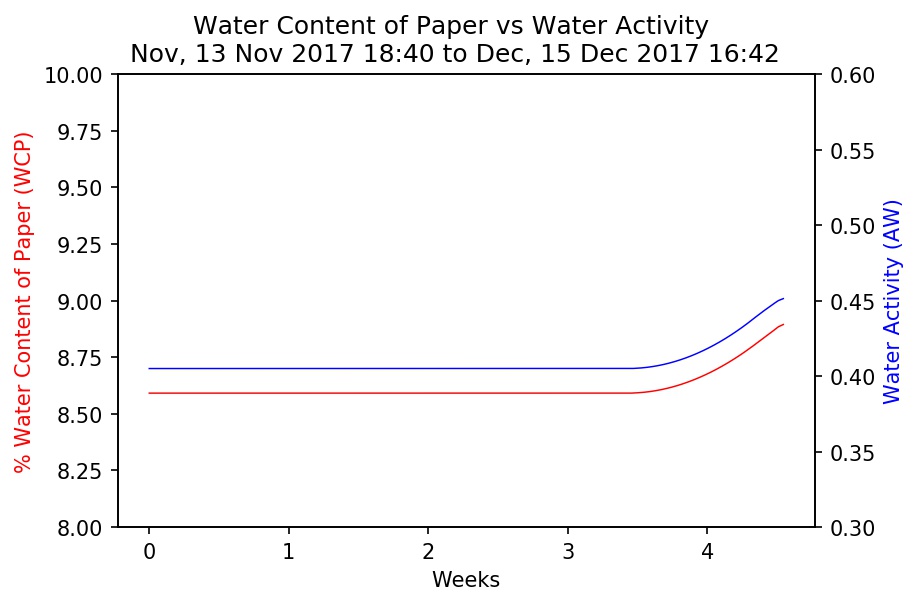 Water Content of Paper vs Water Activity
Nov, 13 Nov 2017 18:40 to Dec, 15 Dec 2017 16:42
% Water Content of Paper (WCP)
10.00
9.75
9.50
9.25
9.00
8.75
8.50
8.25
8.00
0.60
0.55
0.50
0.45
0.40
0.35
0.30
Water Activity (AW)
0 1 2 3 4
Weeks